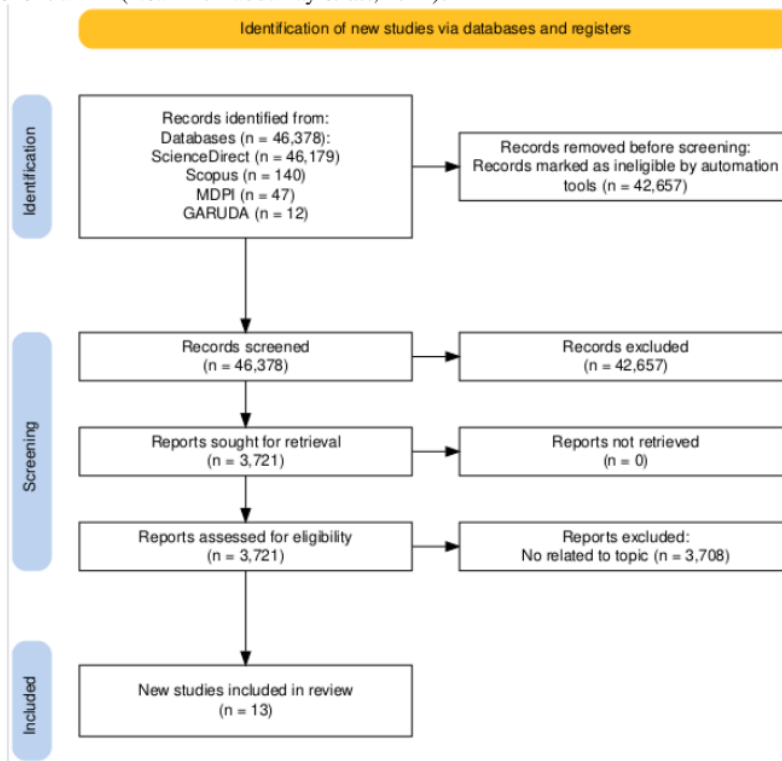 Identification of new studies via databases and registers
Identification
Records identified from:
Databases (n = 46,378):
ScienceDirect (n = 46,179)
Scopus (n = 140)
MDPI (n = 47)
GARUDA (n = 12)
Records removed before screening:
Records marked as ineligible by automation
tools (n = 42,657)
Screening
Records screened
(n = 46,378)
Records excluded
(n = 42,657)
Reports sought for retrieval
(n = 3,721)
Reports not retrieved
(n = 0)
Reports assessed for eligibility
(n = 3,721)
Reports excluded:
No related to topic (n = 3,708)
Included
New studies included in review
(n = 13)